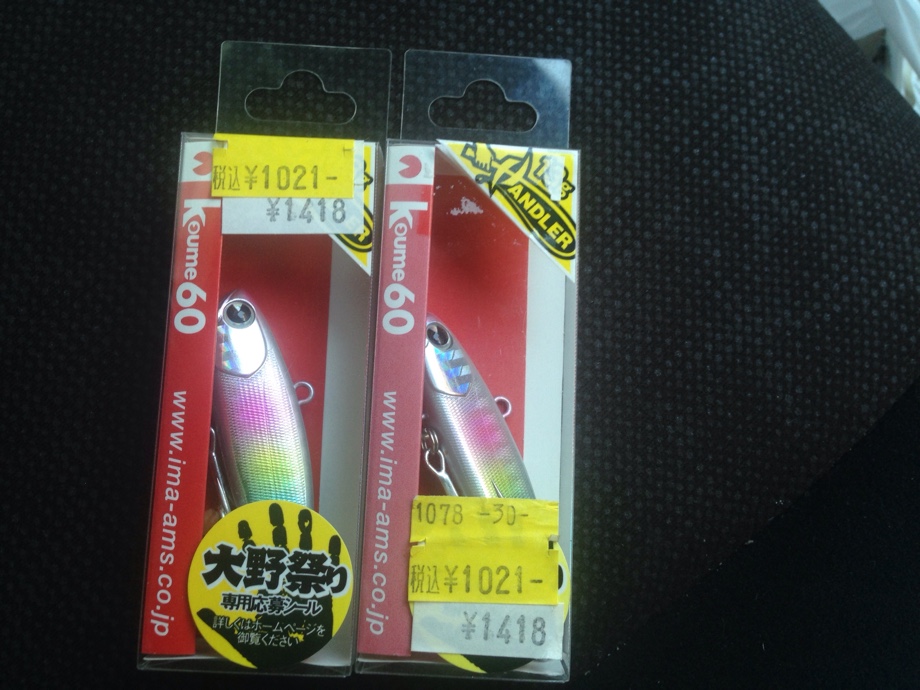 税込¥1021-
¥1418
koume60
www.ima-ams.co.jp
大野祭り
専用応募シール
詳しくはホームページを
御覧ください
HANDLER
koume60
www.ima-ams.co.jp
1078 -30-
税込¥1021-
¥1418